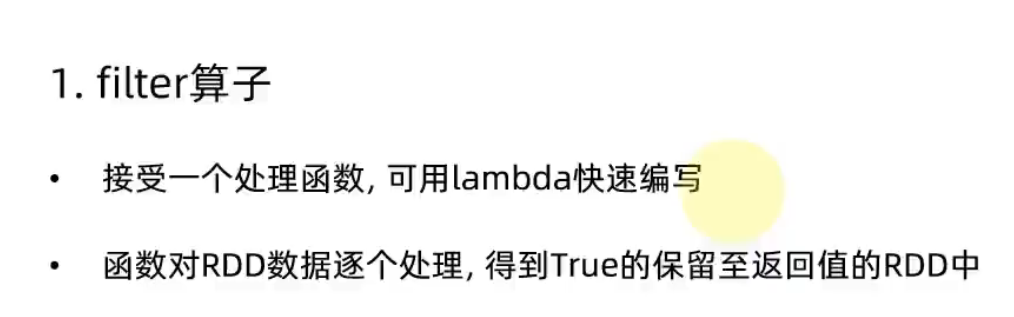 1. filter算子
• 接受一个处理函数, 可用lambda快速编写
• 函数对RDD数据逐个处理, 得到True的保留至返回值的RDD中